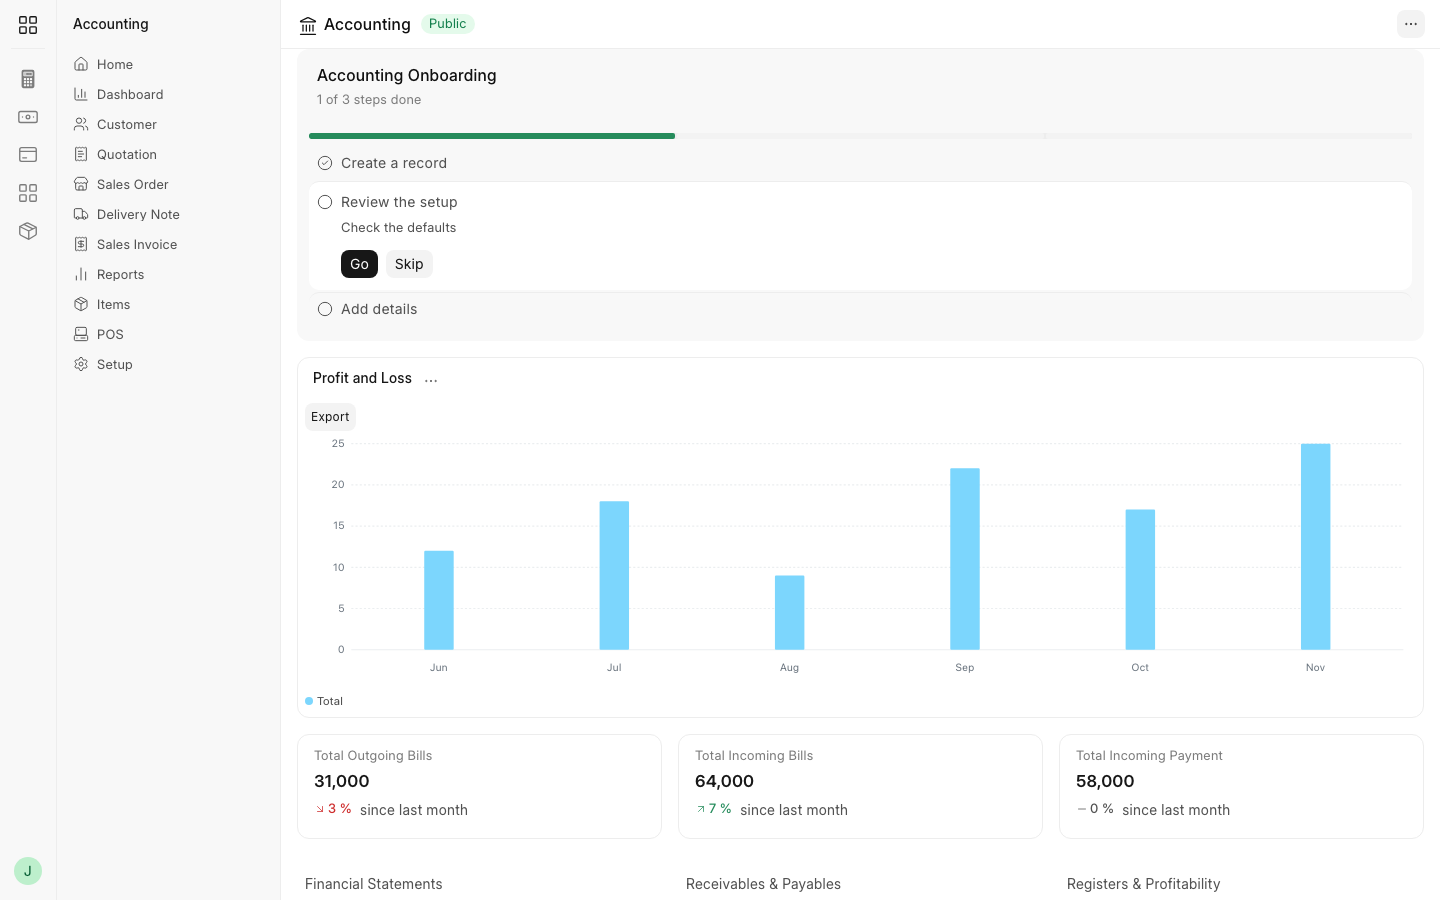 Accounting
Home
Dashboard
Customer
Quotation
Sales Order
Delivery Note
Sales Invoice
Reports
Items
POS
Setup
J
Accounting Public
Accounting Onboarding
1 of 3 steps done
Create a record
Review the setup
Check the defaults
Go Skip
Add details
Profit and Loss
Export
25
20
15
10
5
0
Jun Jul Aug Sep Oct Nov
Total
Total Outgoing Bills
31,000
3 % since last month
Total Incoming Bills
64,000
7 % since last month
Total Incoming Payment
58,000
0 % since last month
Financial Statements
Receivables & Payables
Registers & Profitability